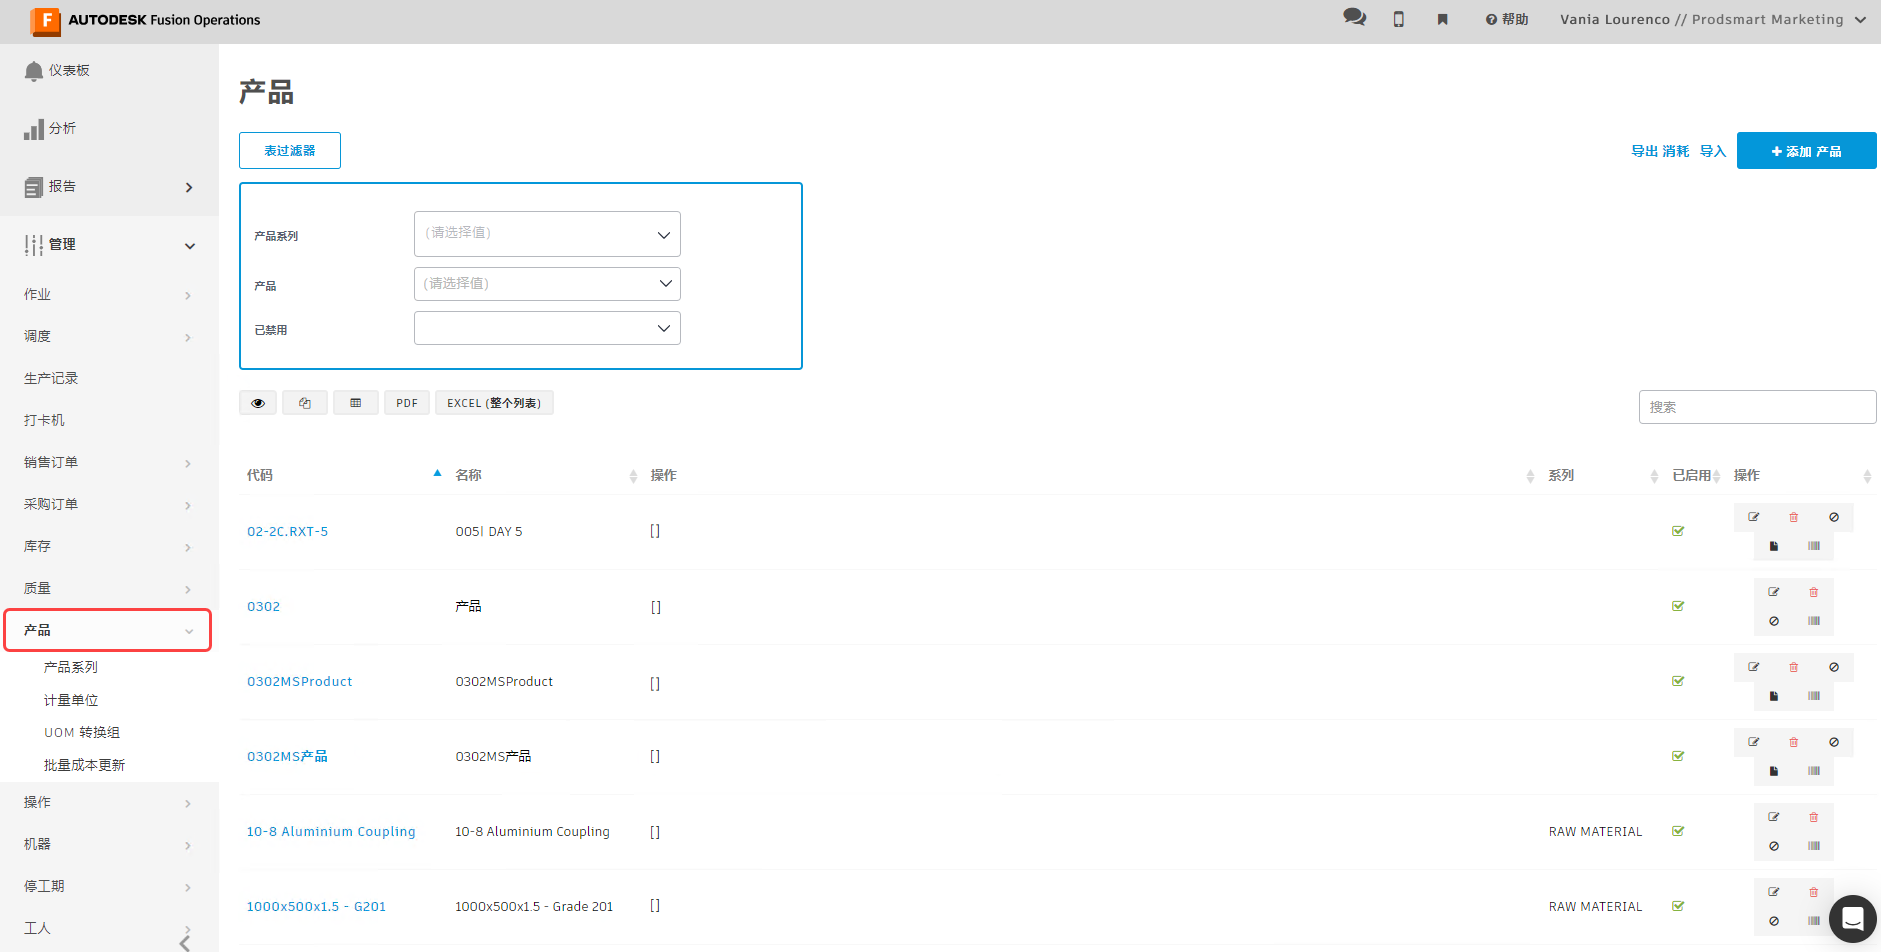 AUTODESK Fusion Operations
帮助
Vania Lourenco // Prodsmart Marketing
仪表板
分析
报告
管理
作业
调度
生产记录
打卡机
销售订单
采购订单
库存
质量
产品
产品系列
计量单位
UOM 转换组
批量成本更新
操作
机器
停工期
工人
产品
表过滤器
导出 消耗 导入
添加 产品
产品系列 (请选择值)
产品 (请选择值)
已禁用
PDF EXCEL (整个列表)
搜索
代码 名称 操作 系列 已启用 操作
02-2C.RXT-5 005l DAY 5 []
0302 产品 []
0302MSProduct 0302MSProduct []
0302MS产品 0302MS产品 []
10-8 Aluminium Coupling 10-8 Aluminium Coupling [] RAW MATERIAL
1000x500x1.5 - G201 1000x500x1.5 - Grade 201 [] RAW MATERIAL